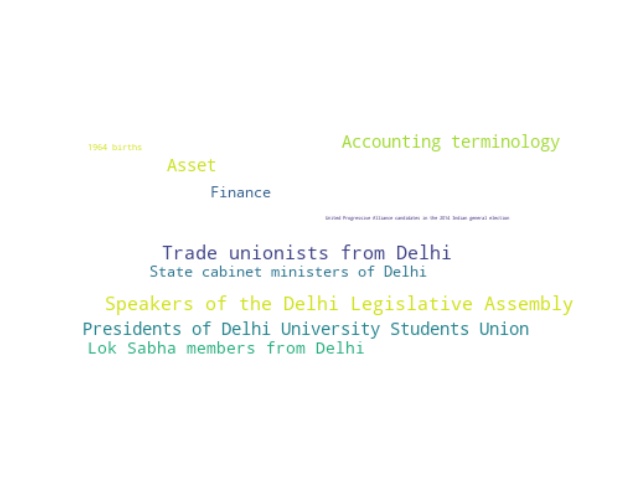 Accounting terminology
1964 births
Asset
Finance
United Progressive Alliance candidates in the 2014 Indian general election
Trade unionists from Delhi
State cabinet ministers of Delhi
Speakers of the Delhi Legislative Assembly
Presidents of Delhi University Students Union
Lok Sabha members from Delhi